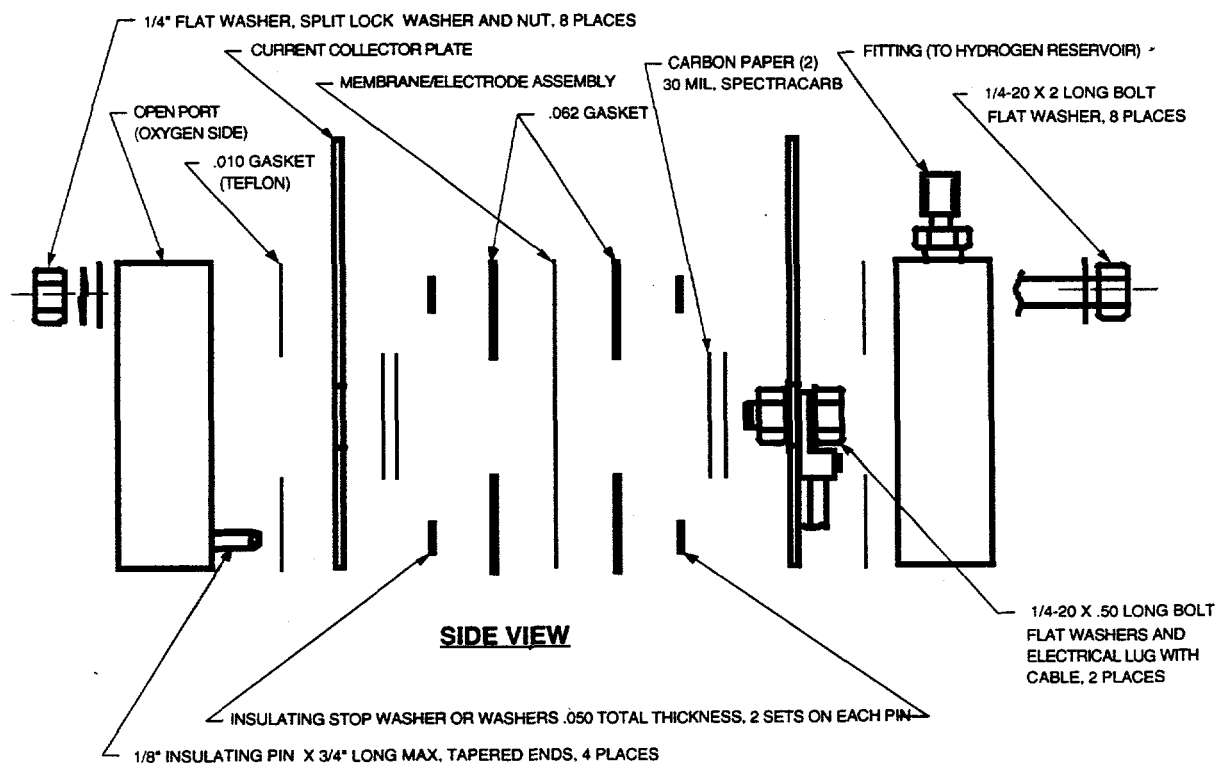 1/4" FLAT WASHER, SPLIT LOCK WASHER AND NUT, 8 PLACES
CURRENT COLLECTOR PLATE
MEMBRANE/ELECTRODE ASSEMBLY
CARBON PAPER (2)
30 MIL, SPECTRACARB
FITTING (TO HYDROGEN RESERVOIR)
1/4-20 X 2 LONG BOLT
FLAT WASHER, 8 PLACES
OPEN PORT
(OXYGEN SIDE)
.062 GASKET
.010 GASKET
(TEFLON)
SIDE VIEW
1/4-20 X .50 LONG BOLT
FLAT WASHERS AND
ELECTRICAL LUG WITH
CABLE, 2 PLACES
INSULATING STOP WASHER OR WASHERS .050 TOTAL THICKNESS, 2 SETS ON EACH PIN
1/8" INSULATING PIN X 3/4" LONG MAX, TAPERED ENDS, 4 PLACES